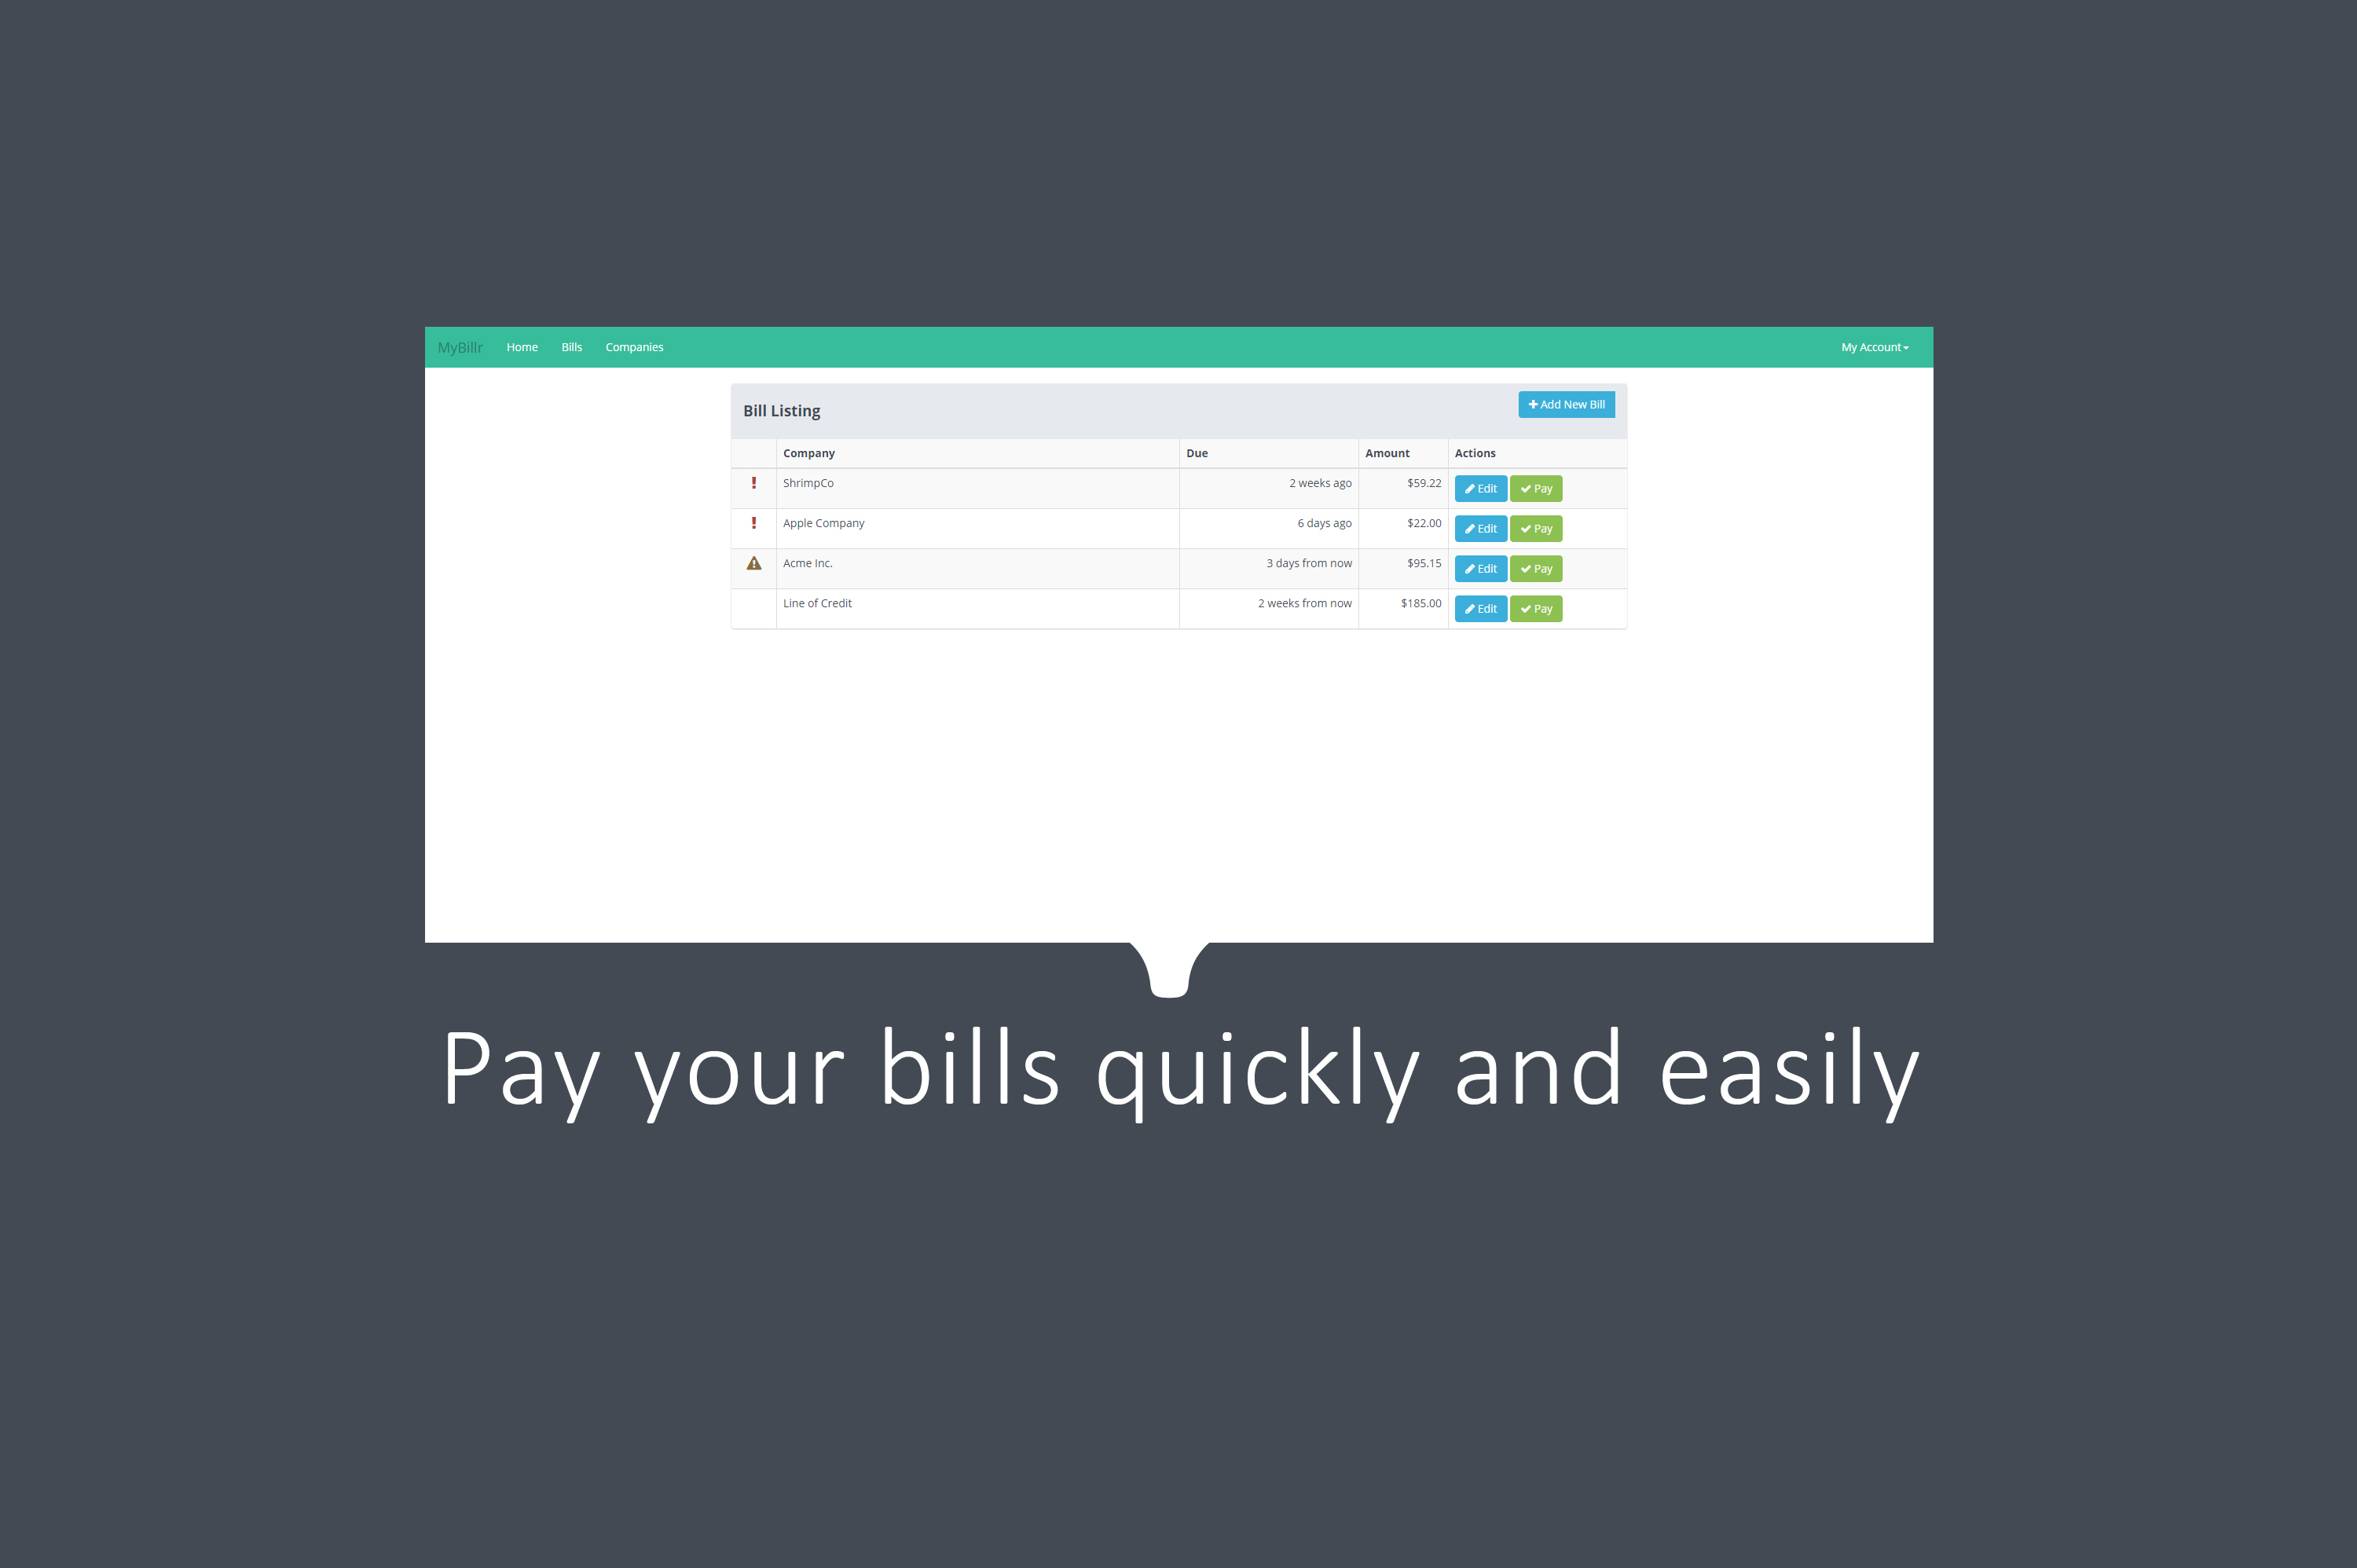 MyBillr Home Bills Companies My Account
Bill Listing Add New Bill
Company Due Amount Actions
! ShrimpCo 2 weeks ago $59.22 Edit Pay
! Apple Company 6 days ago $22.00 Edit Pay
Acme Inc. 3 days from now $95.15 Edit Pay
Line of Credit 2 weeks from now $185.00 Edit Pay
Pay your bills quickly and easily